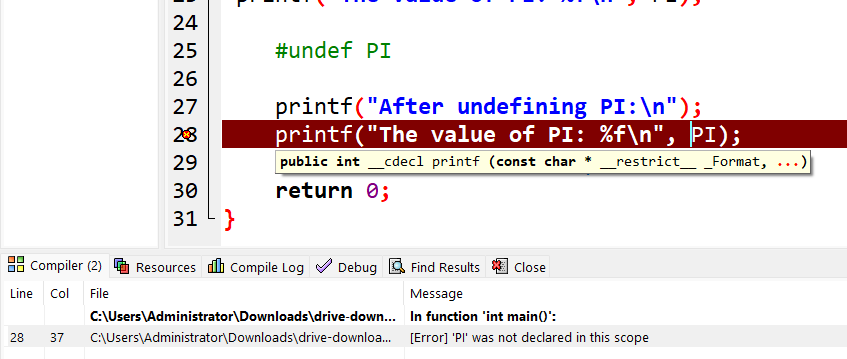 printf("The value of PI: %f\n", PI);
24
25 #undef PI
26
27 printf("After undefining PI:\n");
28 printf("The value of PI: %f\n", PI);
29 public int __cdecl printf (const char * __restrict__ _Format, ...)
30 return 0;
31 }
Compiler (2) Resources Compile Log Debug Find Results Close
Line Col File Message
C:\Users\Administrator\Downloads\drive-down... In function 'int main()':
28 37 C:\Users\Administrator\Downloads\drive-downloa... [Error] 'PI' was not declared in this scope